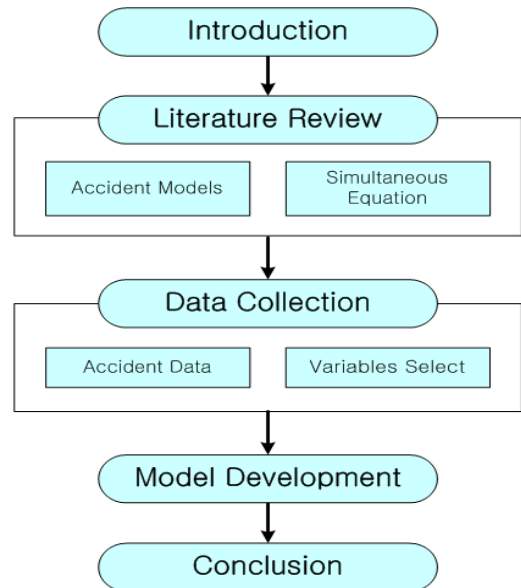 Introduction
Literature Review
Accident Models
Simultaneous
Equation
Data Collection
Accident Data
Variables Select
Model Development
Conclusion